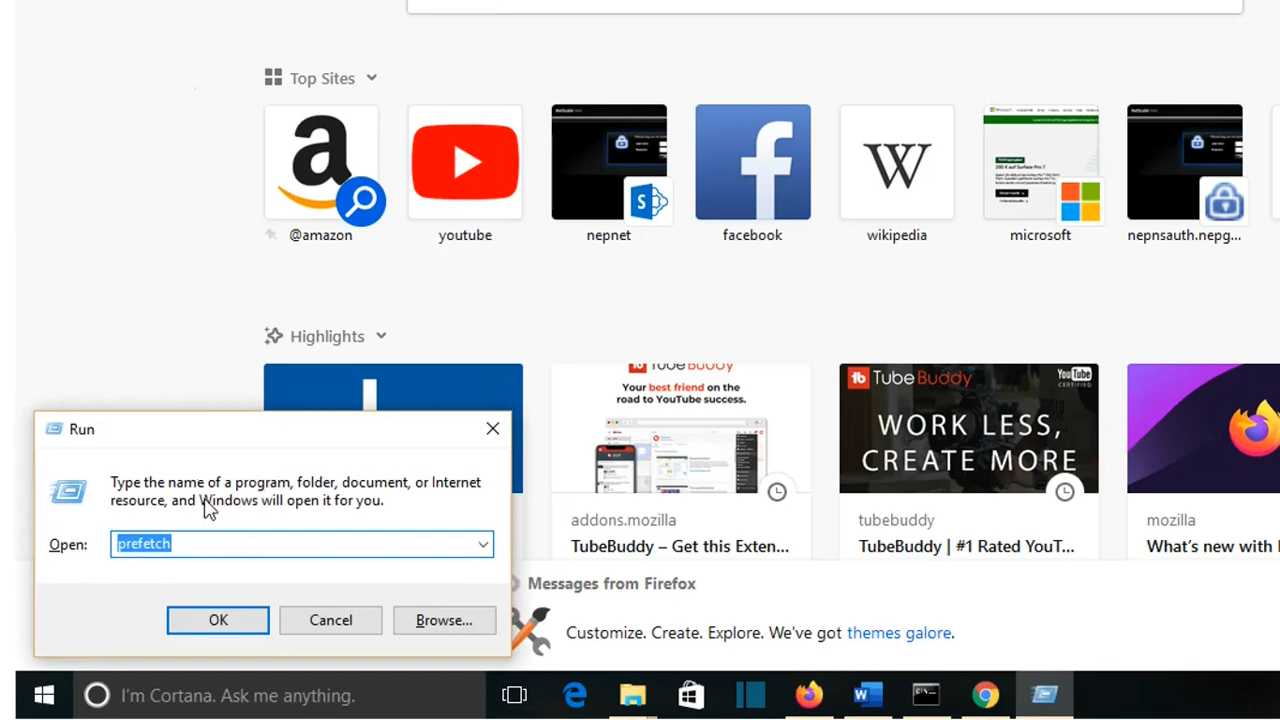 Top Sites
@amazon
youtube
nepnet
facebook
wikipedia
microsoft
nepnsauth.nepg...
Highlights
TubeBuddy
Your best friend on the
road to YouTube success.
TubeBuddy
YouTube
CERTIFIED
WORK LESS,
CREATE MORE
addons.mozilla
TubeBuddy – Get this Exten...
tubebuddy
TubeBuddy | #1 Rated YouT...
mozilla
What's new with
Messages from Firefox
Customize. Create. Explore. We've got themes galore.
Run
Type the name of a program, folder, document, or Internet
resource, and Windows will open it for you.
Open:
prefetch
OK
Cancel
Browse...
I'm Cortana. Ask me anything.